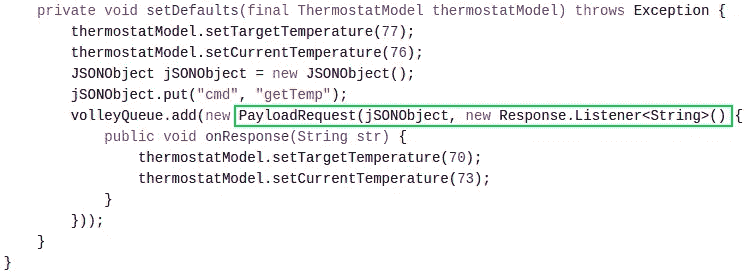 private void setDefaults(final ThermostatModel thermostatModel) throws Exception {
thermostatModel.setTargetTemperature(77);
thermostatModel.setCurrentTemperature(76);
JSONObject jSONObject = new JSONObject();
jSONObject.put("cmd", "getTemp");
volleyQueue.add(new PayloadRequest(jSONObject, new Response.Listener<String>() {
public void onResponse(String str) {
thermostatModel.setTargetTemperature(70);
thermostatModel.setCurrentTemperature(73);
}
}));
}
}